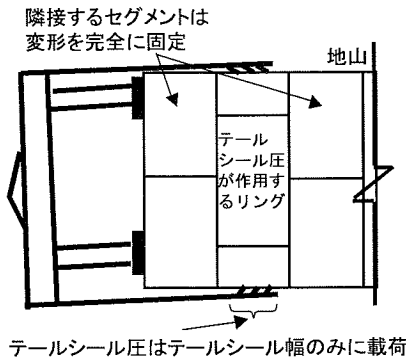 隣接するセグメントは
変形を完全に固定
地山
テール
シール圧
が作用す
るリング
テールシール圧はテールシール幅のみに載荷